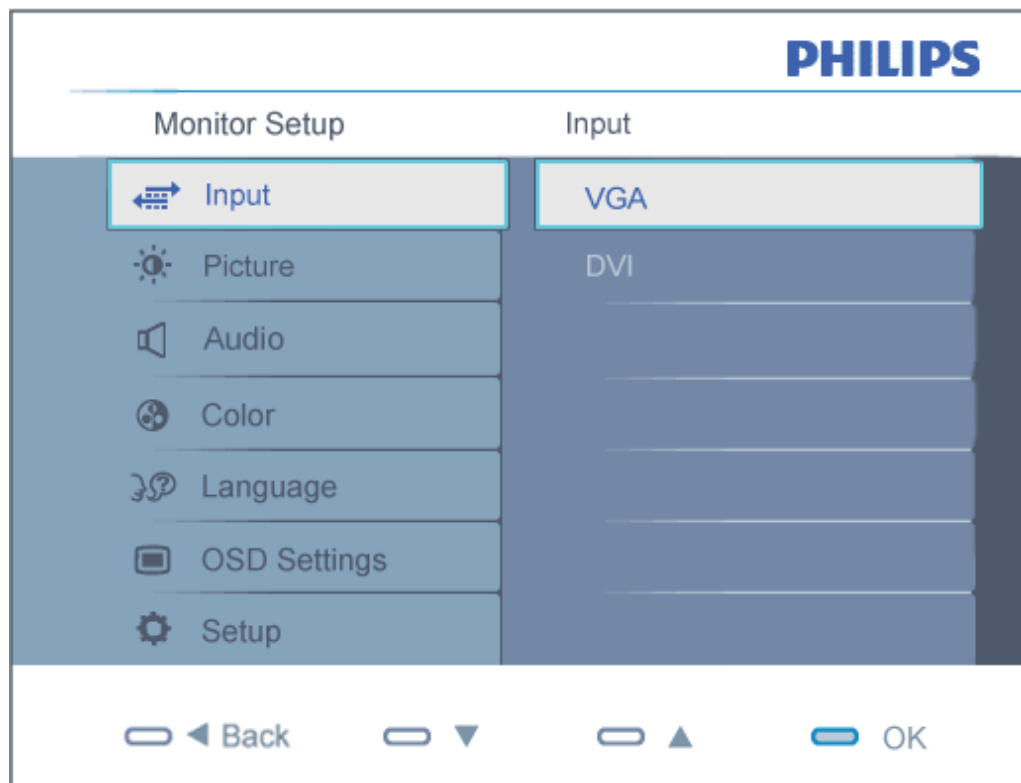 PHILIPS
Monitor Setup
Input
Input
VGA
Picture
DVI
Audio
Color
Language
OSD Settings
Setup
Back
OK